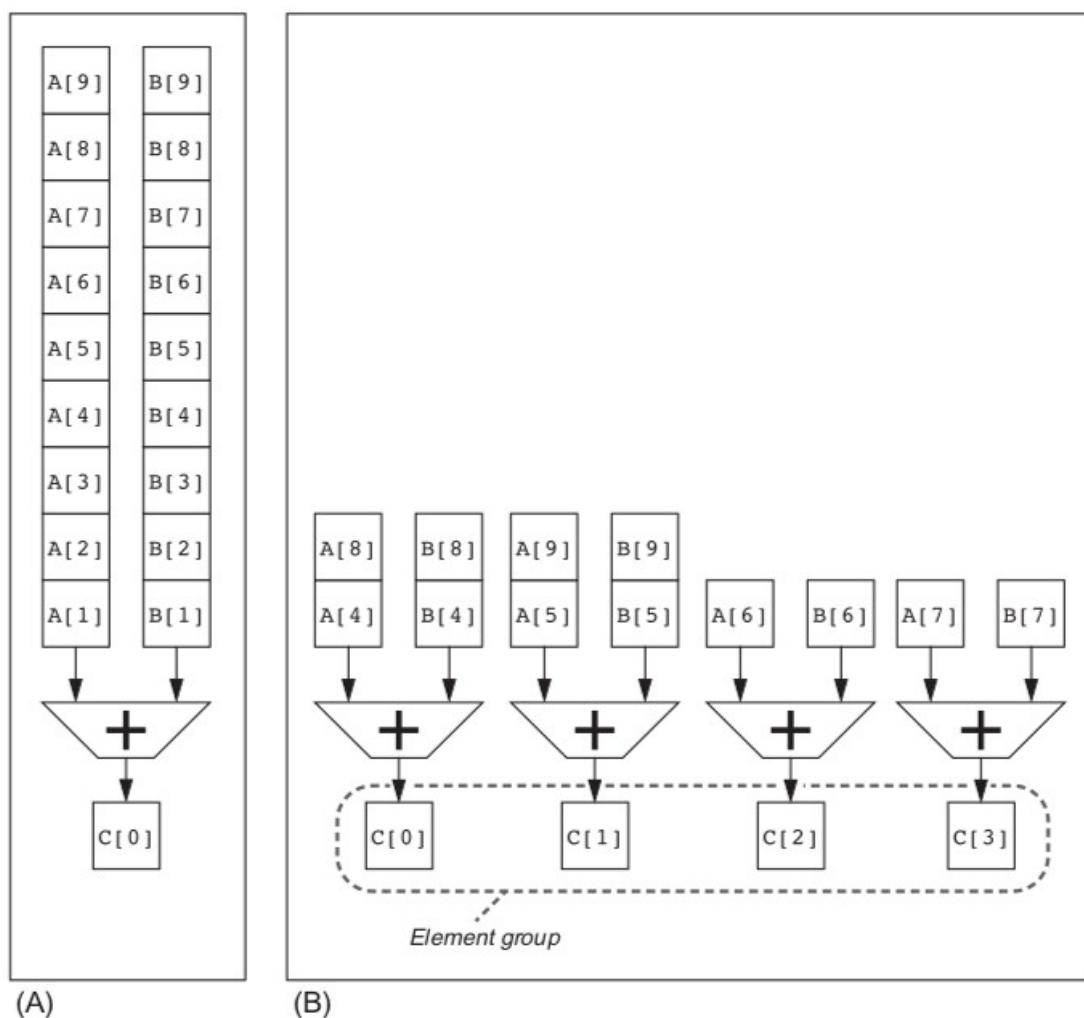 A[9] B[9]
A[8] B[8]
A[7] B[7]
A[6] B[6]
A[5] B[5]
A[4] B[4]
A[3] B[3]
A[2] B[2]
A[1] B[1]
+
C[0]
(A)
A[8] B[8] A[9] B[9]
A[4] B[4] A[5] B[5] A[6] B[6] A[7] B[7]
+ + + +
C[0] C[1] C[2] C[3]
Element group
(B)